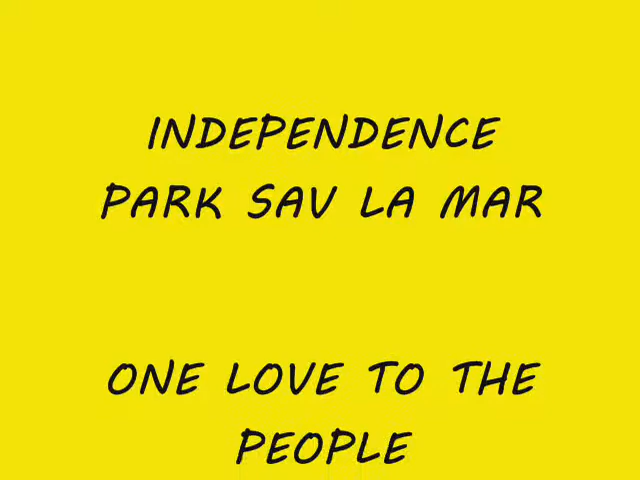 INDEPENDENCE
PARK SAV LA MAR
ONE LOVE TO THE
PEOPLE